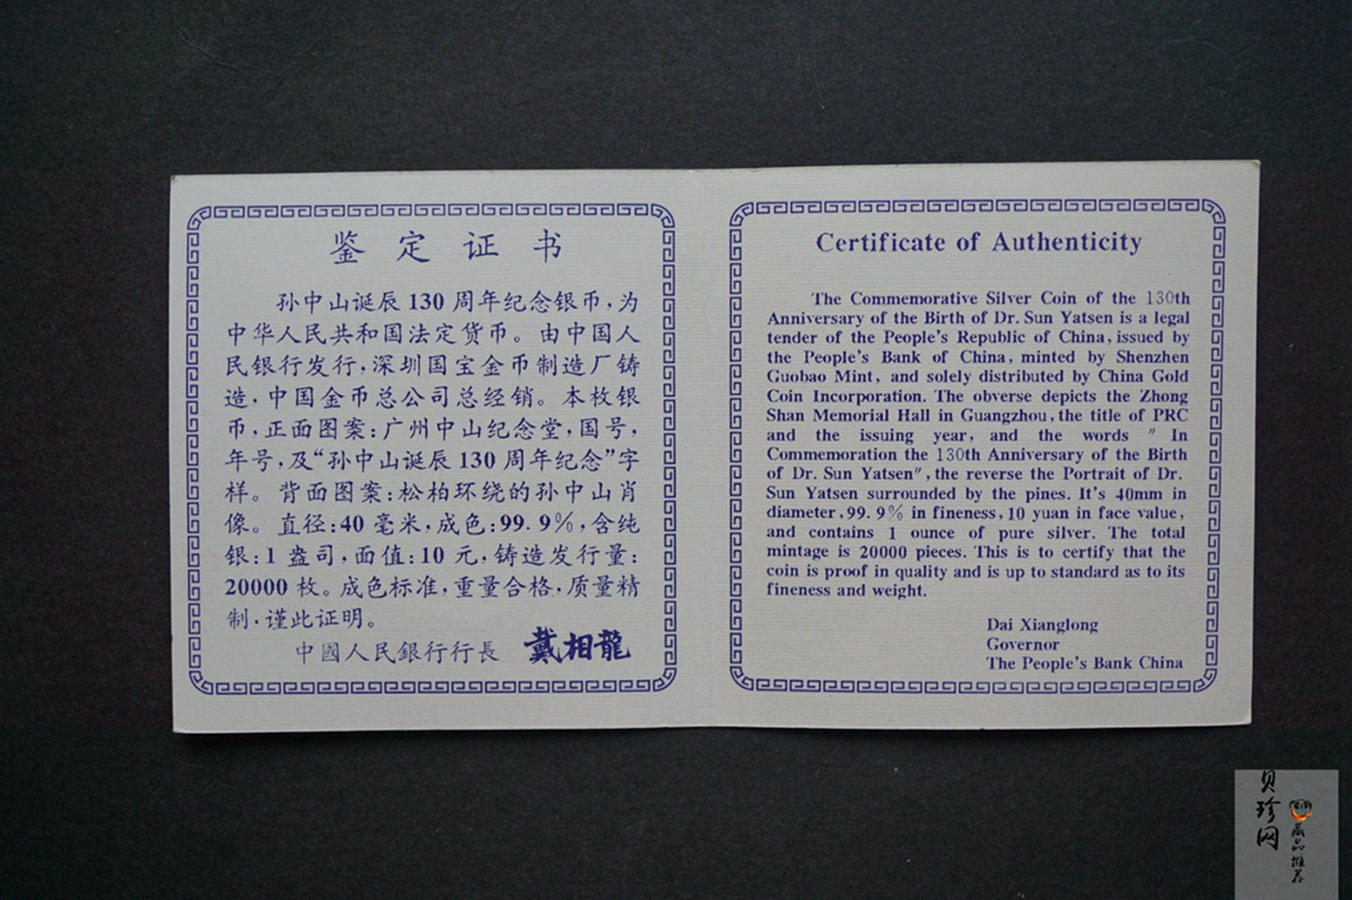 鉴定证书
孙中山诞辰130周年纪念银币，为
中华人民共和国法定货币。由中国人
民银行发行，深圳国宝金币制造厂铸
造，中国金币总公司总经销。本枚银
币，正面图案：广州中山纪念堂，国号，
年号，及“孙中山诞辰130周年纪念”字
样。背面图案：松柏环绕的孙中山肖
像。直径：40毫米，成色：99.9%，含纯
银：1盎司，面值：10元，铸造发行量：
20000枚。成色标准，重量合格，质量精
制，谨此证明。
中國人民銀行行長 戴相龍
Certificate of Authenticity
The Commemorative Silver Coin of the 130th
Anniversary of the Birth of Dr. Sun Yatsen is a legal
tender of the People's Republic of China, issued by
the People's Bank of China, minted by Shenzhen
Guobao Mint, and solely distributed by China Gold
Coin Incorporation. The obverse depicts the Zhong
Shan Memorial Hall in Guangzhou, the title of PRC
and the issuing year, and the words " In
Commemoration the 130th Anniversary of the Birth
of Dr. Sun Yatsen", the reverse the Portrait of Dr.
Sun Yatsen surrounded by the pines. It's 40mm in
diameter, 99.9% in fineness, 10 yuan in face value,
and contains 1 ounce of pure silver. The total
mintage is 20000 pieces. This is to certify that the
coin is proof in quality and is up to standard as to its
fineness and weight.
Dai Xianglong
Governor
The People's Bank China
贝珍网
藏品推荐